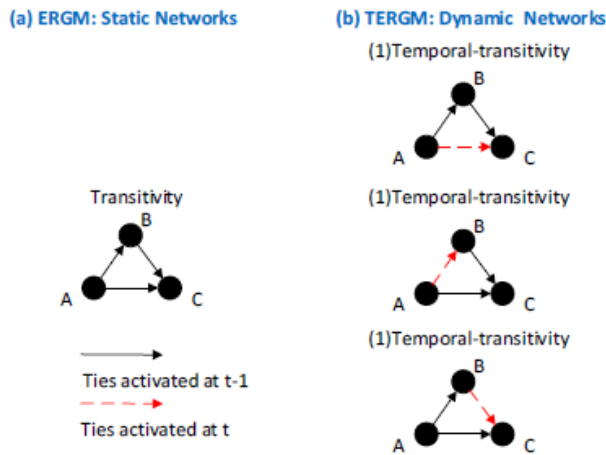 (a) ERGM: Static Networks
Transitivity
B
A
C
Ties activated at t-1
Ties activated at t
(b) TERGM: Dynamic Networks
(1)Temporal-transitivity
B
A
C
(1)Temporal-transitivity
B
A
C
(1)Temporal-transitivity
B
A
C